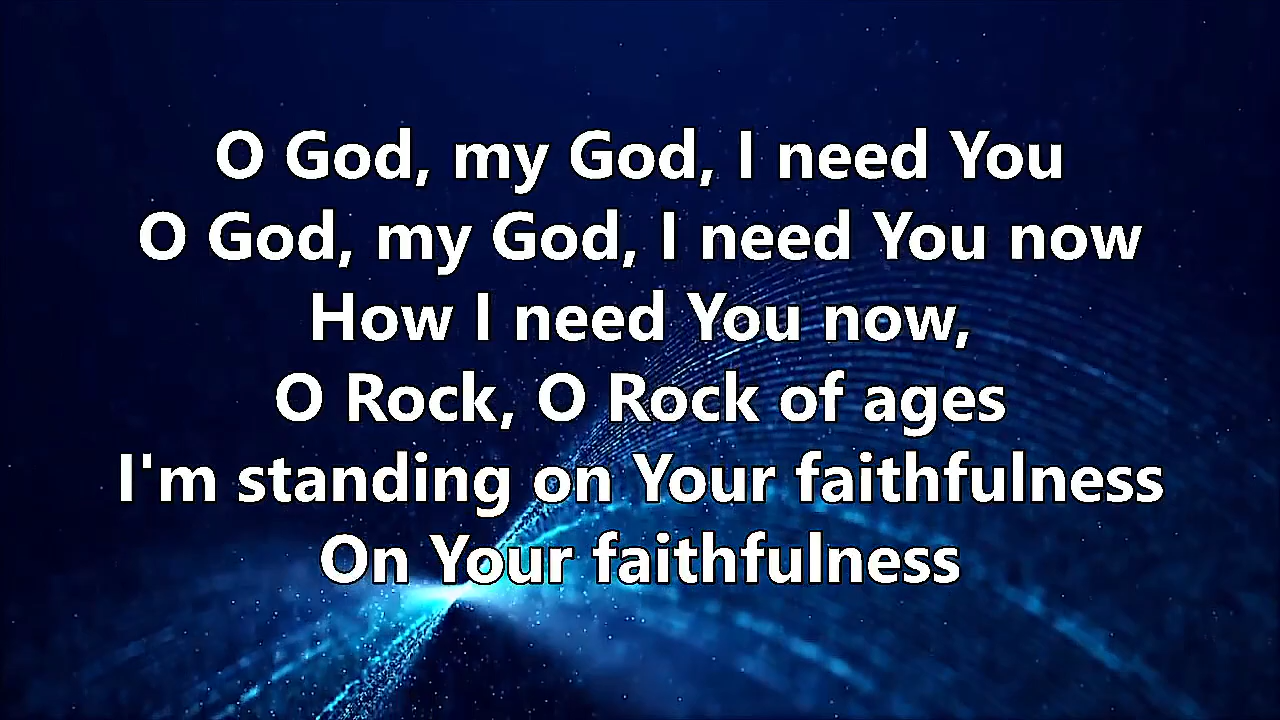 O God, my God, I need You
O God, my God, I need You now
How I need You now,
O Rock, O Rock of ages
I'm standing on Your faithfulness
On Your faithfulness